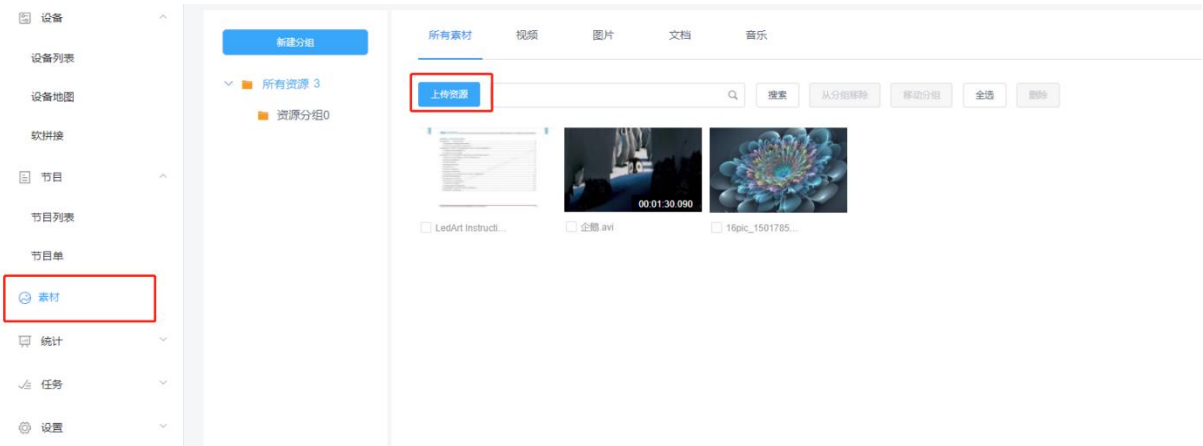 设备
设备列表
设备地图
软拼接
节目
节目列表
节目单
素材
统计
任务
设置
新建分组
所有资源 3
资源分组0
所有素材 视频 图片 文档 音乐
上传资源 搜索 从分组移除 移动分组 全选 删除
00:01:30.090
LedArt Instructi... 企鹅.avi 16pic_1501785...